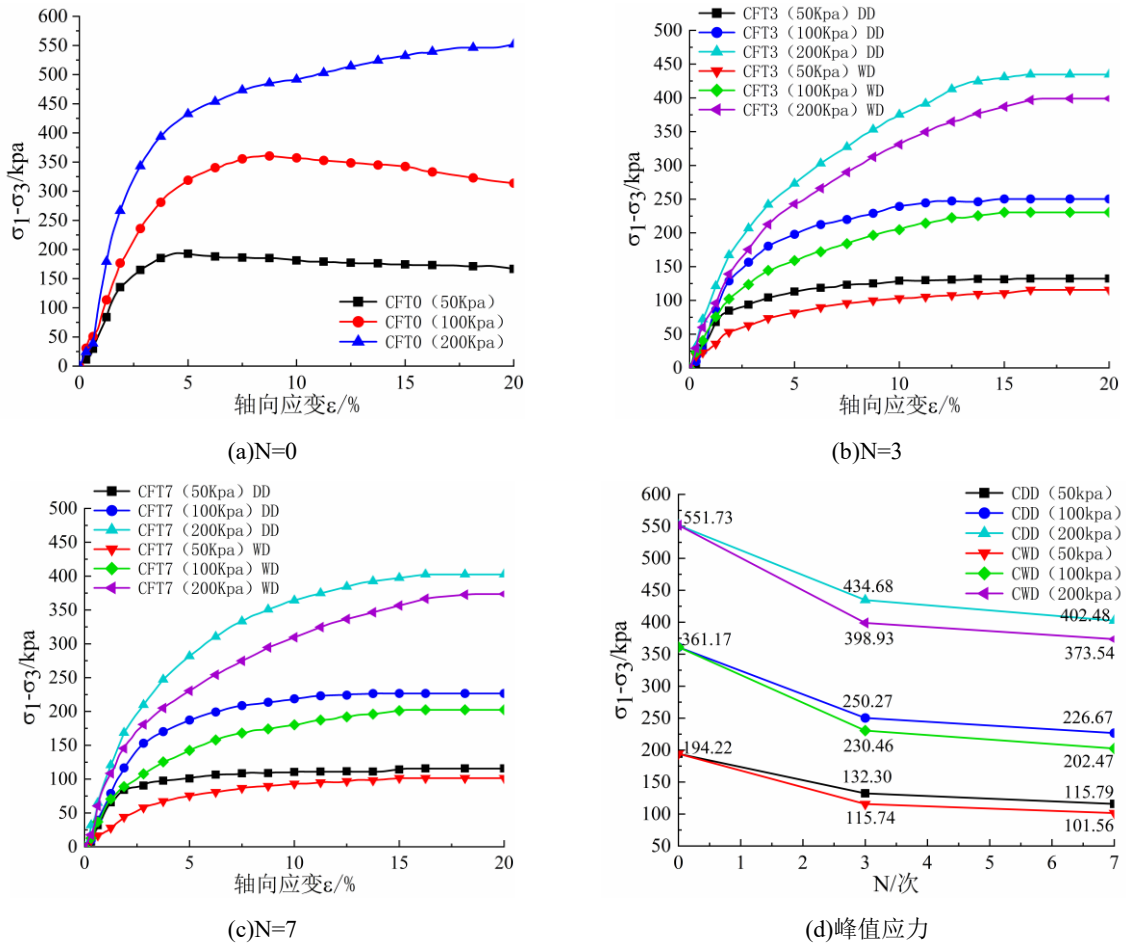 600
550
500
450
400
350
300
250
200
150
100
50
0
σ1-σ3/kpa
CFT0（50Kpa）
CFT0（100Kpa）
CFT0（200Kpa）
0 5 10 15 20
轴向应变ε/%
(a)N=0
500
450
400
350
300
250
200
150
100
50
0
σ1-σ3/kpa
CFT3（50Kpa）DD
CFT3（100Kpa）DD
CFT3（200Kpa）DD
CFT3（50Kpa）WD
CFT3（100Kpa）WD
CFT3（200Kpa）WD
0 5 10 15 20
轴向应变ε/%
(b)N=3
500
450
400
350
300
250
200
150
100
50
0
σ1-σ3/kpa
CFT7（50Kpa）DD
CFT7（100Kpa）DD
CFT7（200Kpa）DD
CFT7（50Kpa）WD
CFT7（100Kpa）WD
CFT7（200Kpa）WD
0 5 10 15 20
轴向应变ε/%
(c)N=7
600
550
500
450
400
350
300
250
200
150
100
50
σ1-σ3/kpa
CDD（50kpa）
CDD（100kpa）
CDD（200kpa）
CWD（50kpa）
CWD（100kpa）
CWD（200kpa）
551.73
434.68
402.48
398.93
373.54
361.17
250.27
226.67
230.46
202.47
194.22
132.30
115.79
115.74
101.56
0 1 2 3 4 5 6 7
N/次
(d)峰值应力